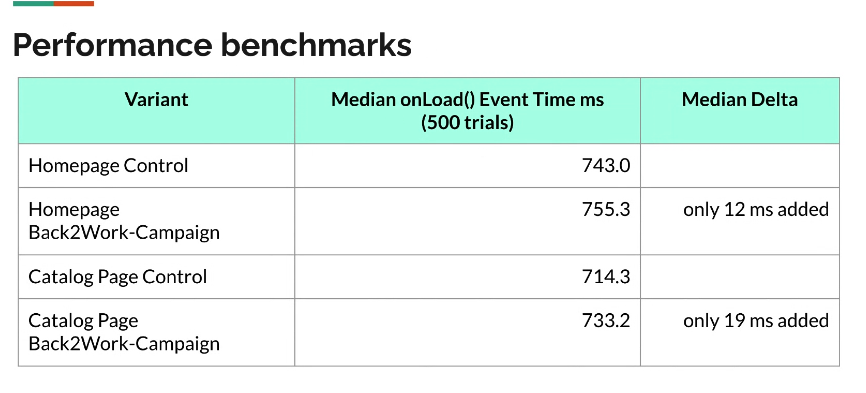 Performance benchmarks
Variant
Median onLoad() Event Time ms
(500 trials)
Median Delta
Homepage Control
743.0
Homepage
Back2Work-Campaign
755.3
only 12 ms added
Catalog Page Control
714.3
Catalog Page
Back2Work-Campaign
733.2
only 19 ms added